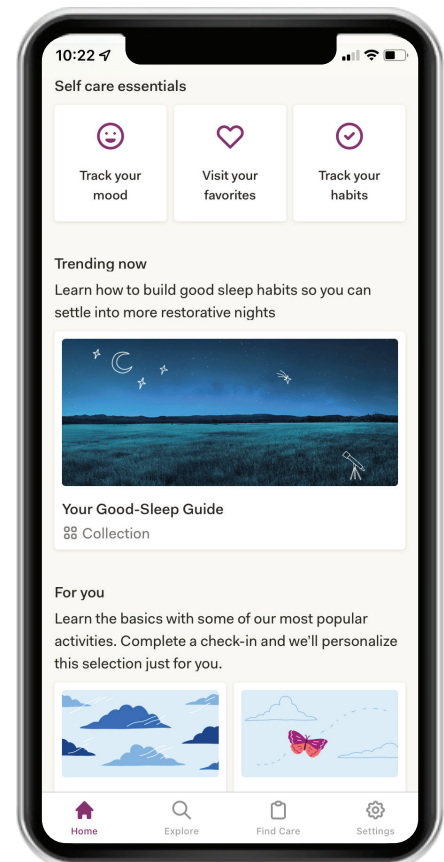 10:22
Self care essentials
Track your
mood
Visit your
favorites
Track your
habits
Trending now
Learn how to build good sleep habits so you can
settle into more restorative nights
Your Good-Sleep Guide
Collection
For you
Learn the basics with some of our most popular
activities. Complete a check-in and we’ll personalize
this selection just for you.
Home
Explore
Find Care
Settings